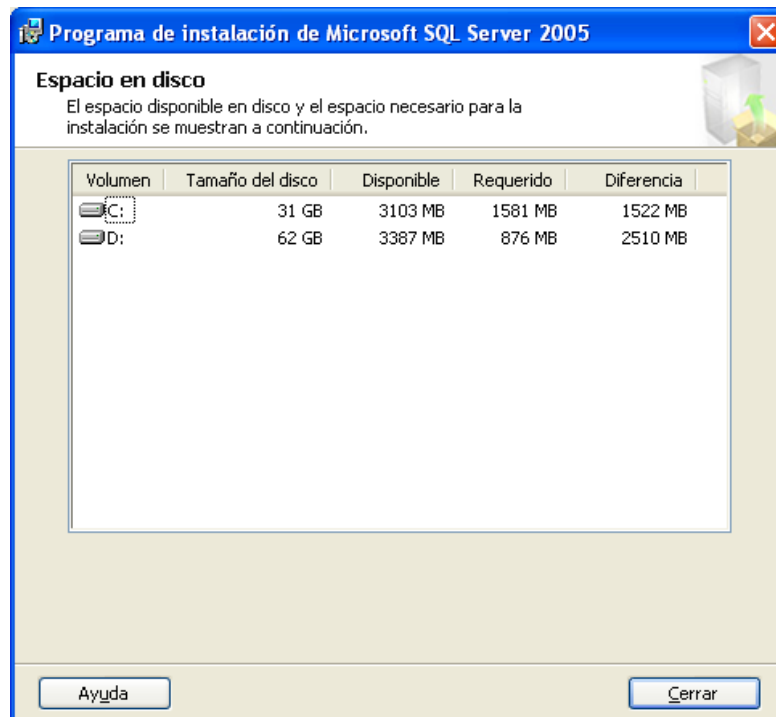 Programa de instalación de Microsoft SQL Server 2005
Espacio en disco
El espacio disponible en disco y el espacio necesario para la
instalación se muestran a continuación.
Volumen Tamaño del disco Disponible Requerido Diferencia
C: 31 GB 3103 MB 1581 MB 1522 MB
D: 62 GB 3387 MB 876 MB 2510 MB
Ayuda Cerrar